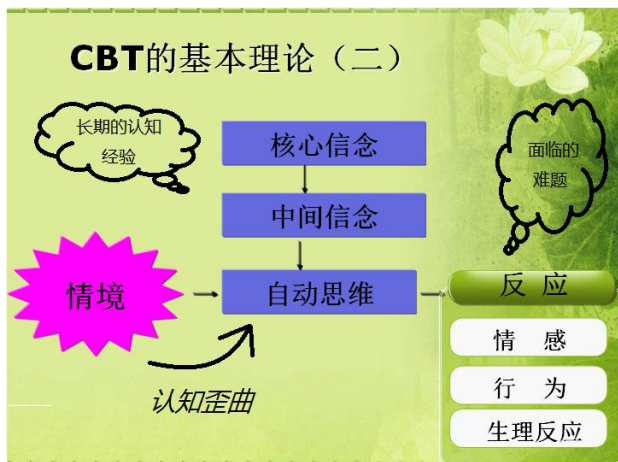 CBT的基本理论（二）
长期的认知
经验
核心信念
面临的
难题
中间信念
情境
自动思维
反 应
认知歪曲
情 感
行 为
生理反应